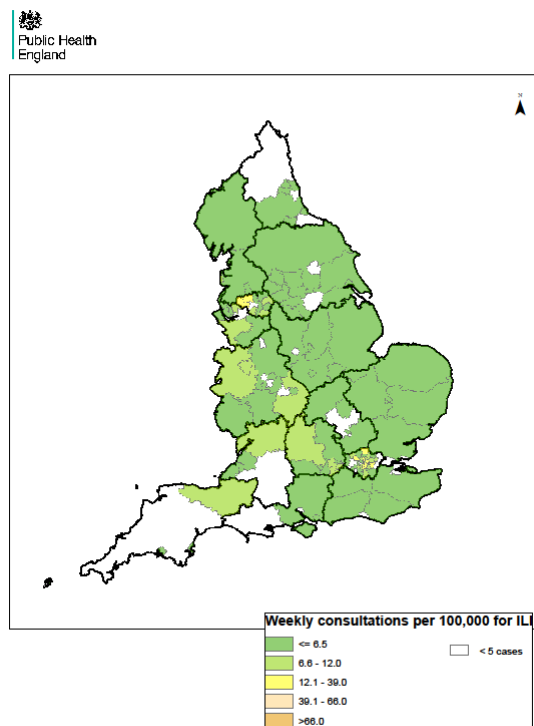 Public Health
England
N
Weekly consultations per 100,000 for ILI
<= 6.5
< 5 cases
6.6 - 12.0
12.1 - 39.0
39.1 - 66.0
>66.0